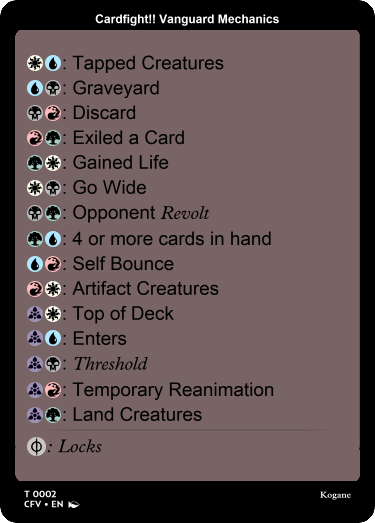 Cardfight!! Vanguard Mechanics
: Tapped Creatures
: Graveyard
: Discard
: Exiled a Card
: Gained Life
: Go Wide
: Opponent Revolt
: 4 or more cards in hand
: Self Bounce
: Artifact Creatures
: Top of Deck
: Enters
: Threshold
: Temporary Reanimation
: Land Creatures
: Locks
T 0002
CFV • EN
Kogane